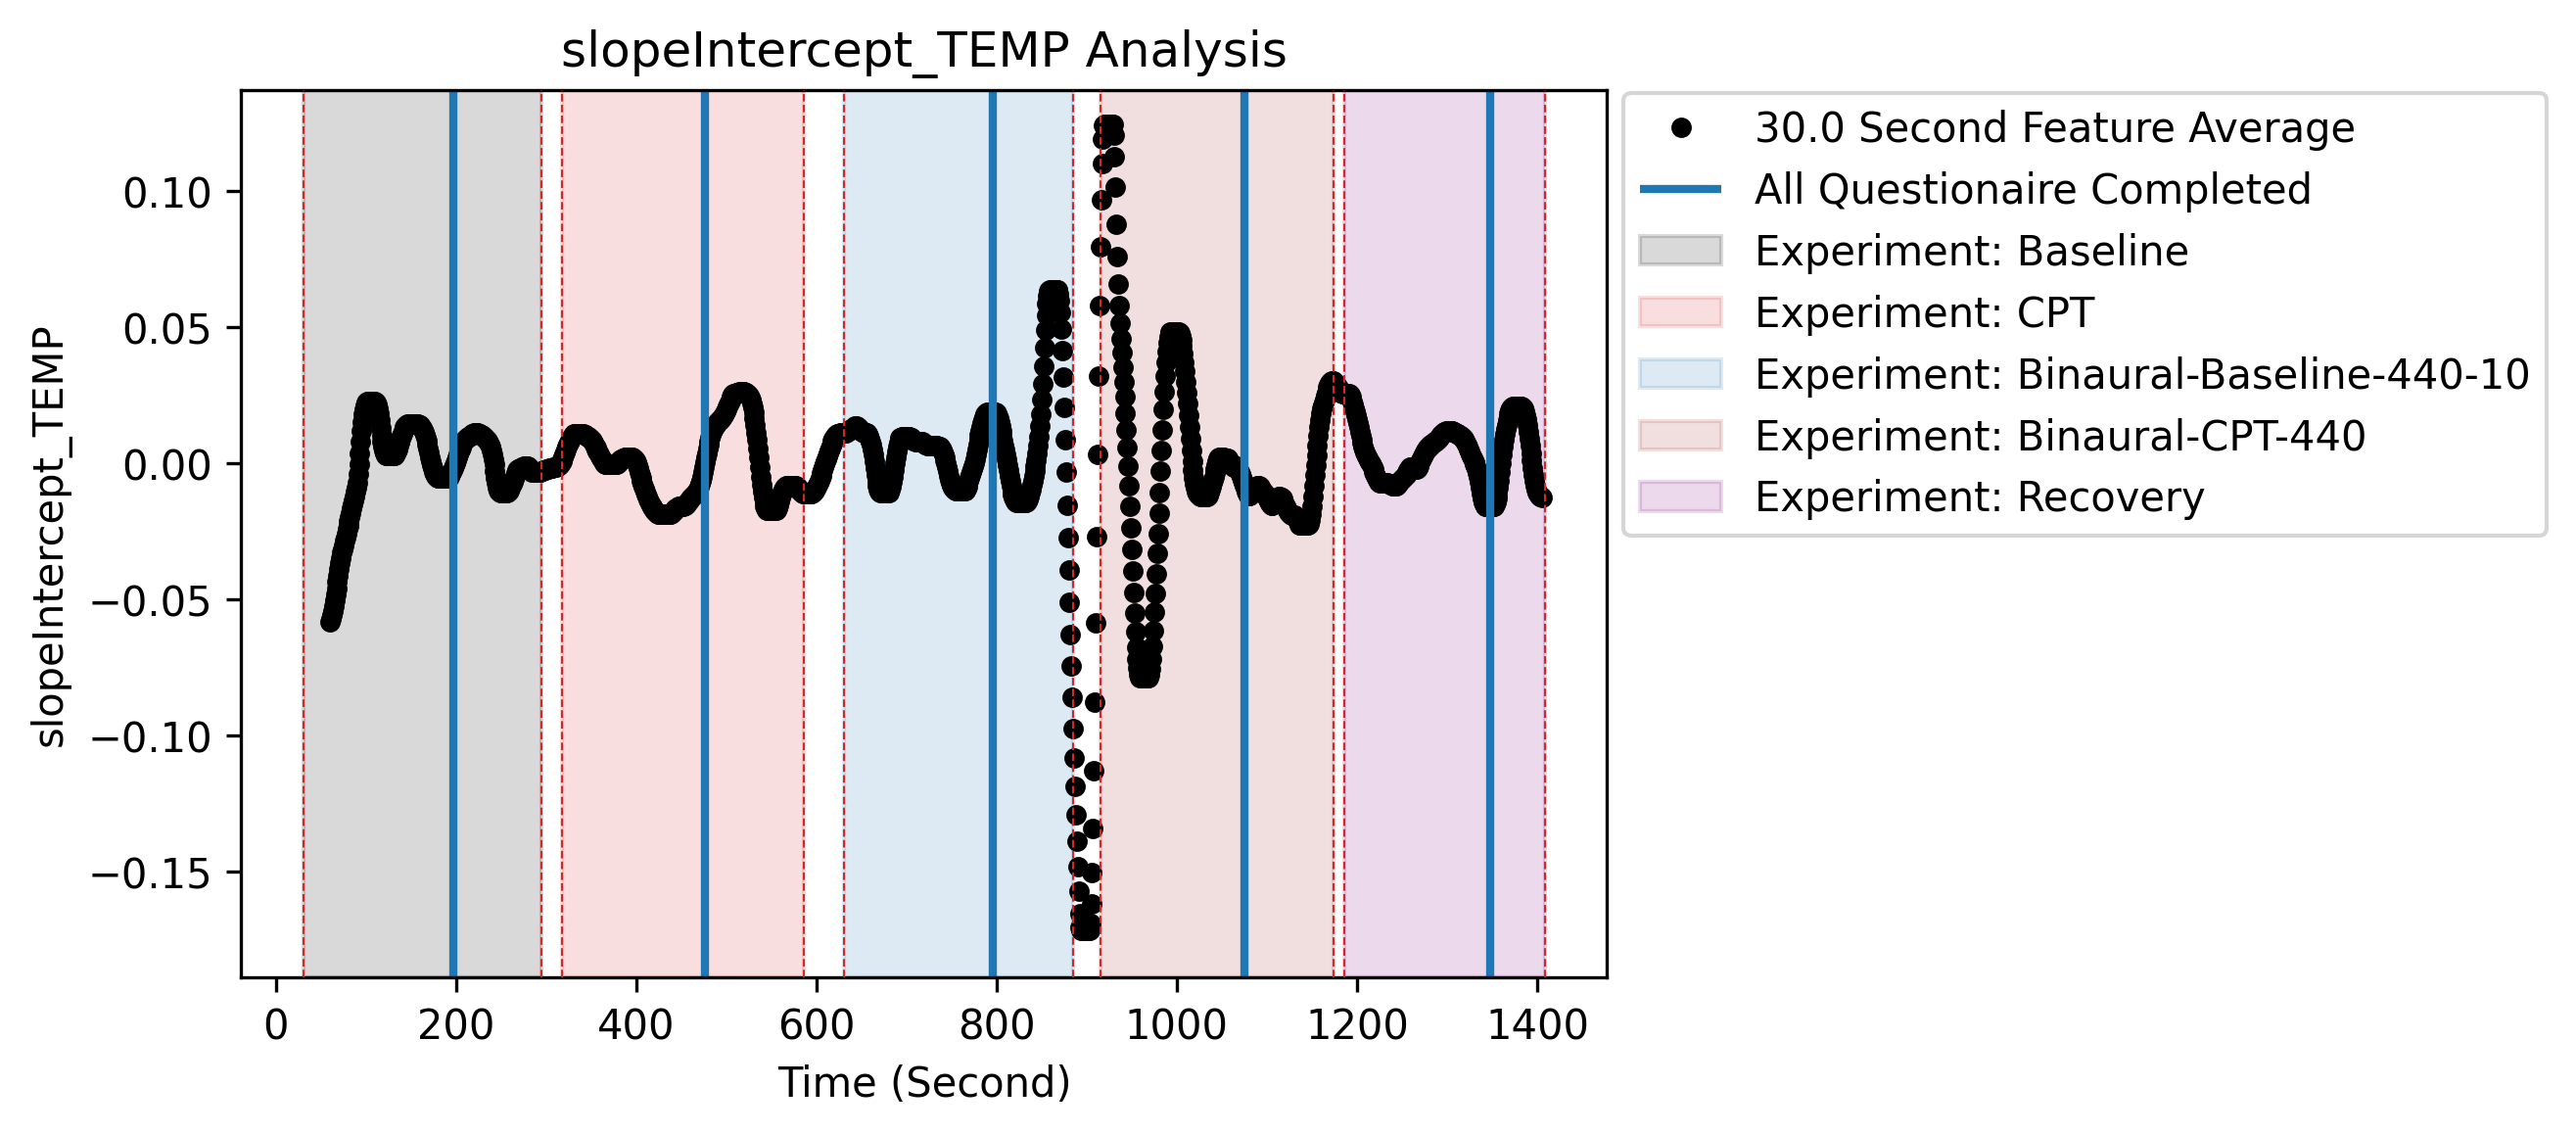 slopeIntercept_TEMP Analysis
slopeIntercept_TEMP
0.10
0.05
0.00
−0.05
−0.10
−0.15
0 200 400 600 800 1000 1200 1400
Time (Second)
30.0 Second Feature Average
All Questionaire Completed
Experiment: Baseline
Experiment: CPT
Experiment: Binaural-Baseline-440-10
Experiment: Binaural-CPT-440
Experiment: Recovery